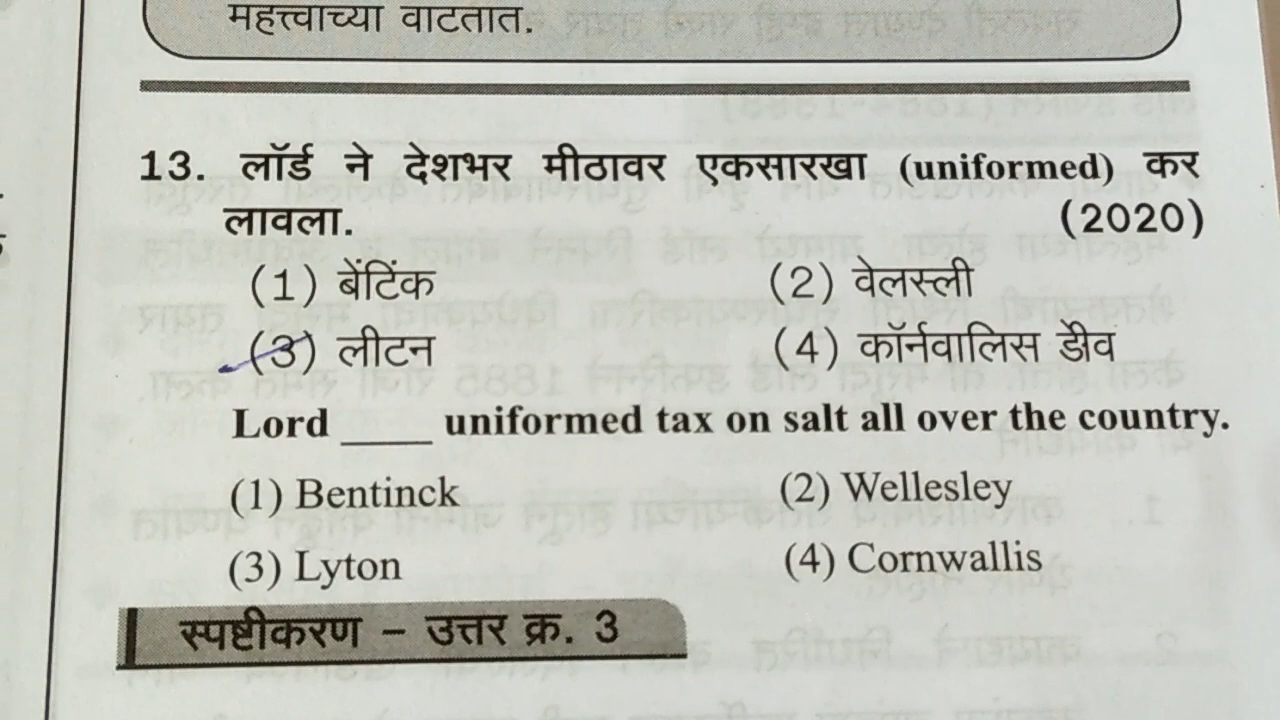 महत्त्वाच्या वाटतात.
13. लॉर्ड ने देशभर मीठावर एकसारखा (uniformed) कर
लावला. (2020)
(1) बेंटिंक (2) वेलस्ली
(3) लीटन (4) कॉर्नवालिस
Lord ____ uniformed tax on salt all over the country.
(1) Bentinck (2) Wellesley
(3) Lyton (4) Cornwallis
स्पष्टीकरण – उत्तर क्र. 3